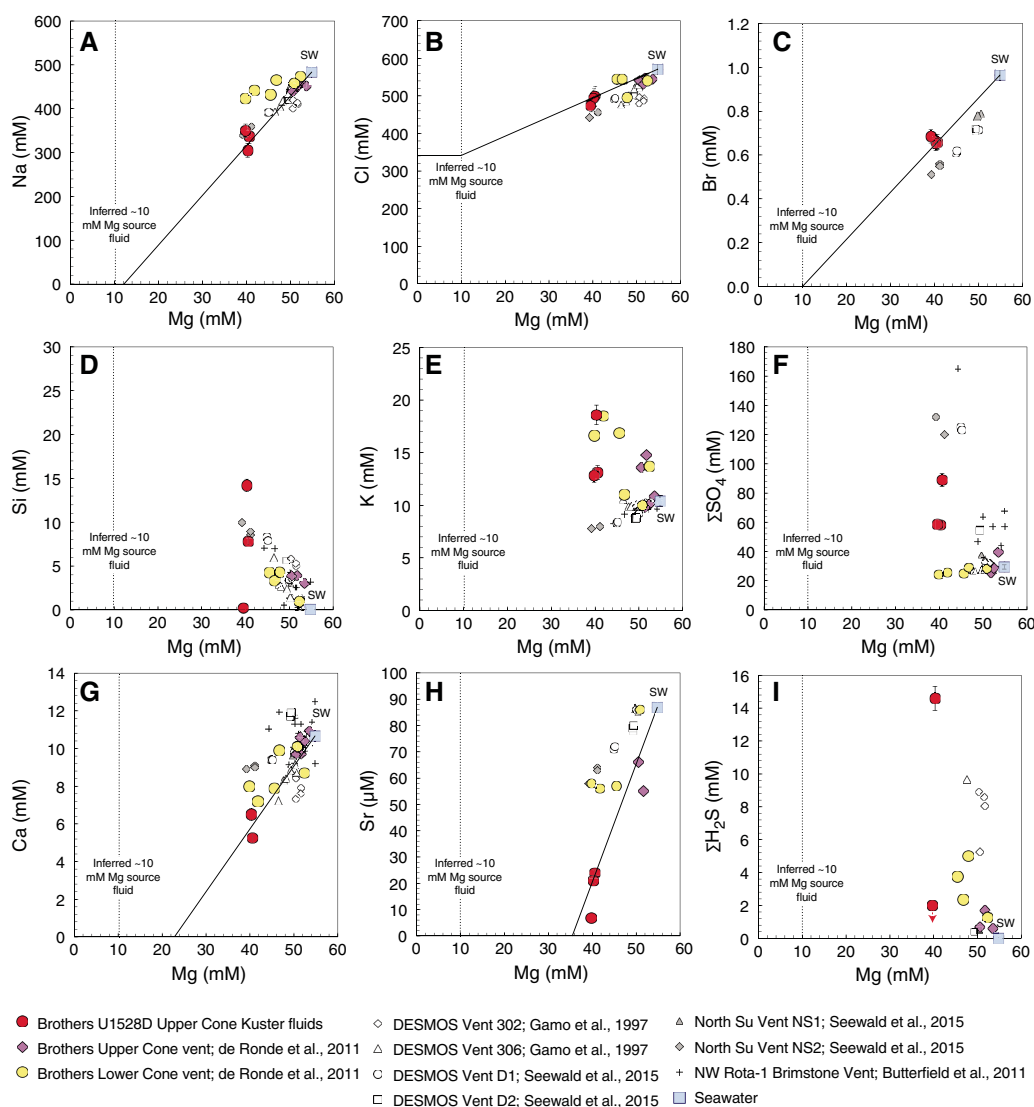 A
SW
Na (mM)
600
500
400
300
200
100
0
Inferred ~10
mM Mg source
fluid
0 10 20 30 40 50 60
Mg (mM)
B
SW
Cl (mM)
700
600
500
400
300
200
100
0
Inferred ~10
mM Mg source
fluid
0 10 20 30 40 50 60
Mg (mM)
C
SW
Br (mM)
1.2
1.0
0.8
0.6
0.4
0.2
0.0
Inferred ~10
mM Mg source
fluid
0 10 20 30 40 50 60
Mg (mM)
D
SW
Si (mM)
30
25
20
15
10
5
0
Inferred ~10
mM Mg source
fluid
0 10 20 30 40 50 60
Mg (mM)
E
SW
K (mM)
25
20
15
10
5
0
Inferred ~10
mM Mg source
fluid
0 10 20 30 40 50 60
Mg (mM)
F
SW
ΣSO₄ (mM)
180
160
140
120
100
80
60
40
20
0
Inferred ~10
mM Mg source
fluid
0 10 20 30 40 50 60
Mg (mM)
G
SW
Ca (mM)
14
12
10
8
6
4
2
0
Inferred ~10
mM Mg source
fluid
0 10 20 30 40 50 60
Mg (mM)
H
SW
Sr (µM)
100
90
80
70
60
50
40
30
20
10
0
Inferred ~10
mM Mg source
fluid
0 10 20 30 40 50 60
Mg (mM)
I
SW
ΣH₂S (mM)
16
14
12
10
8
6
4
2
0
Inferred ~10
mM Mg source
fluid
0 10 20 30 40 50 60
Mg (mM)
Brothers U1528D Upper Cone Kuster fluids
Brothers Upper Cone vent; de Ronde et al., 2011
Brothers Lower Cone vent; de Ronde et al., 2011
DESMOS Vent 302; Gamo et al., 1997
DESMOS Vent 306; Gamo et al., 1997
DESMOS Vent D1; Seewald et al., 2015
DESMOS Vent D2; Seewald et al., 2015
North Su Vent NS1; Seewald et al., 2015
North Su Vent NS2; Seewald et al., 2015
NW Rota-1 Brimstone Vent; Butterfield et al., 2011
Seawater